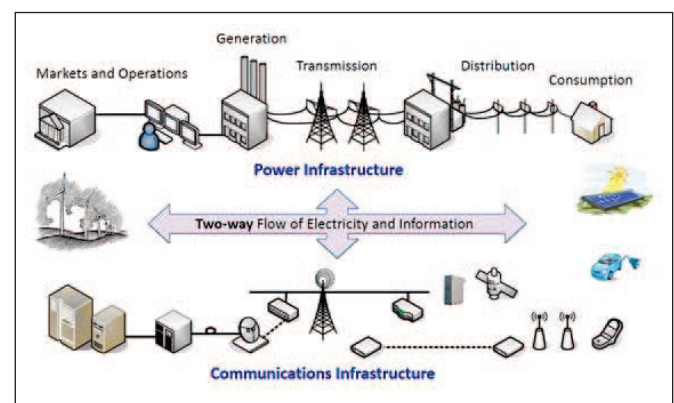 Generation
Markets and Operations
Transmission
Distribution
Consumption
Power Infrastructure
Two-way Flow of Electricity and Information
Communications Infrastructure